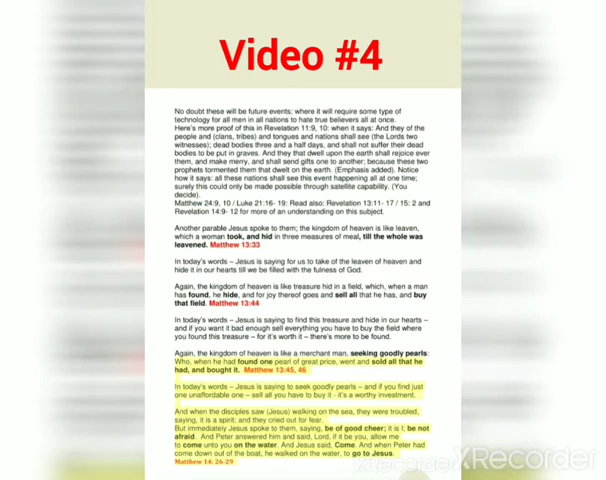 Video #4
No doubt these will be future events; where it will require some type of
technology for all men in all nations to hate true believers all at once.
Here's more proof of this in Revelation 11:9, 10: when it says: And they of the
people and (clans, tribes) and tongues and nations shall see (the Lords two
witnesses); dead bodies three and a half days, and shall not suffer their dead
bodies to be put in graves. And they that dwell upon the earth shall rejoice ever
them, and make merry, and shall send gifts one to another; because these two
prophets tormented them that dwelt on the earth. (Emphasis added). Notice
how it says: all these nations shall see this event happening all at one time;
surely this could only be made possible through satellite capability. (You
decide).
Matthew 24:9, 10 / Luke 21:16- 19: Read also: Revelation 13:11- 17 / 15: 2 and
Revelation 14:9- 12 for more of an understanding on this subject.
Another parable Jesus spoke to them; the kingdom of heaven is like leaven,
which a woman took, and hid in three measures of meal, till the whole was
leavened. Matthew 13:33
In today's words – Jesus is saying for us to take of the leaven of heaven and
hide it in our hearts till we be filled with the fulness of God.
Again, the kingdom of heaven is like treasure hid in a field, which, when a man
has found, he hide, and for joy thereof goes and sell all that he has, and buy
that field. Matthew 13:44
In today's words – Jesus is saying to find this treasure and hide in our hearts –
and if you want it bad enough sell everything you have to buy the field where
you found this treasure – for it's worth it – there's more to be found.
Again, the kingdom of heaven is like a merchant man, seeking goodly pearls:
Who, when he had found one pearl of great price, went and sold all that he
had, and bought it. Matthew 13:45, 46
In today's words – Jesus is saying to seek goodly pearls – and if you find just
one unaffordable one – sell all you have to buy it - it's a worthy investment.
And when the disciples saw (Jesus) walking on the sea, they were troubled,
saying, it is a spirit: and they cried out for fear.
But immediately Jesus spoke to them, saying, be of good cheer; it is I; be not
afraid. And Peter answered him and said, Lord, if it be you, allow me
to come unto you on the water. And Jesus said. Come. And when Peter had
come down out of the boat, he walked on the water, to go to Jesus.
Matthew 14: 26-29
XRecorder
XRecorder